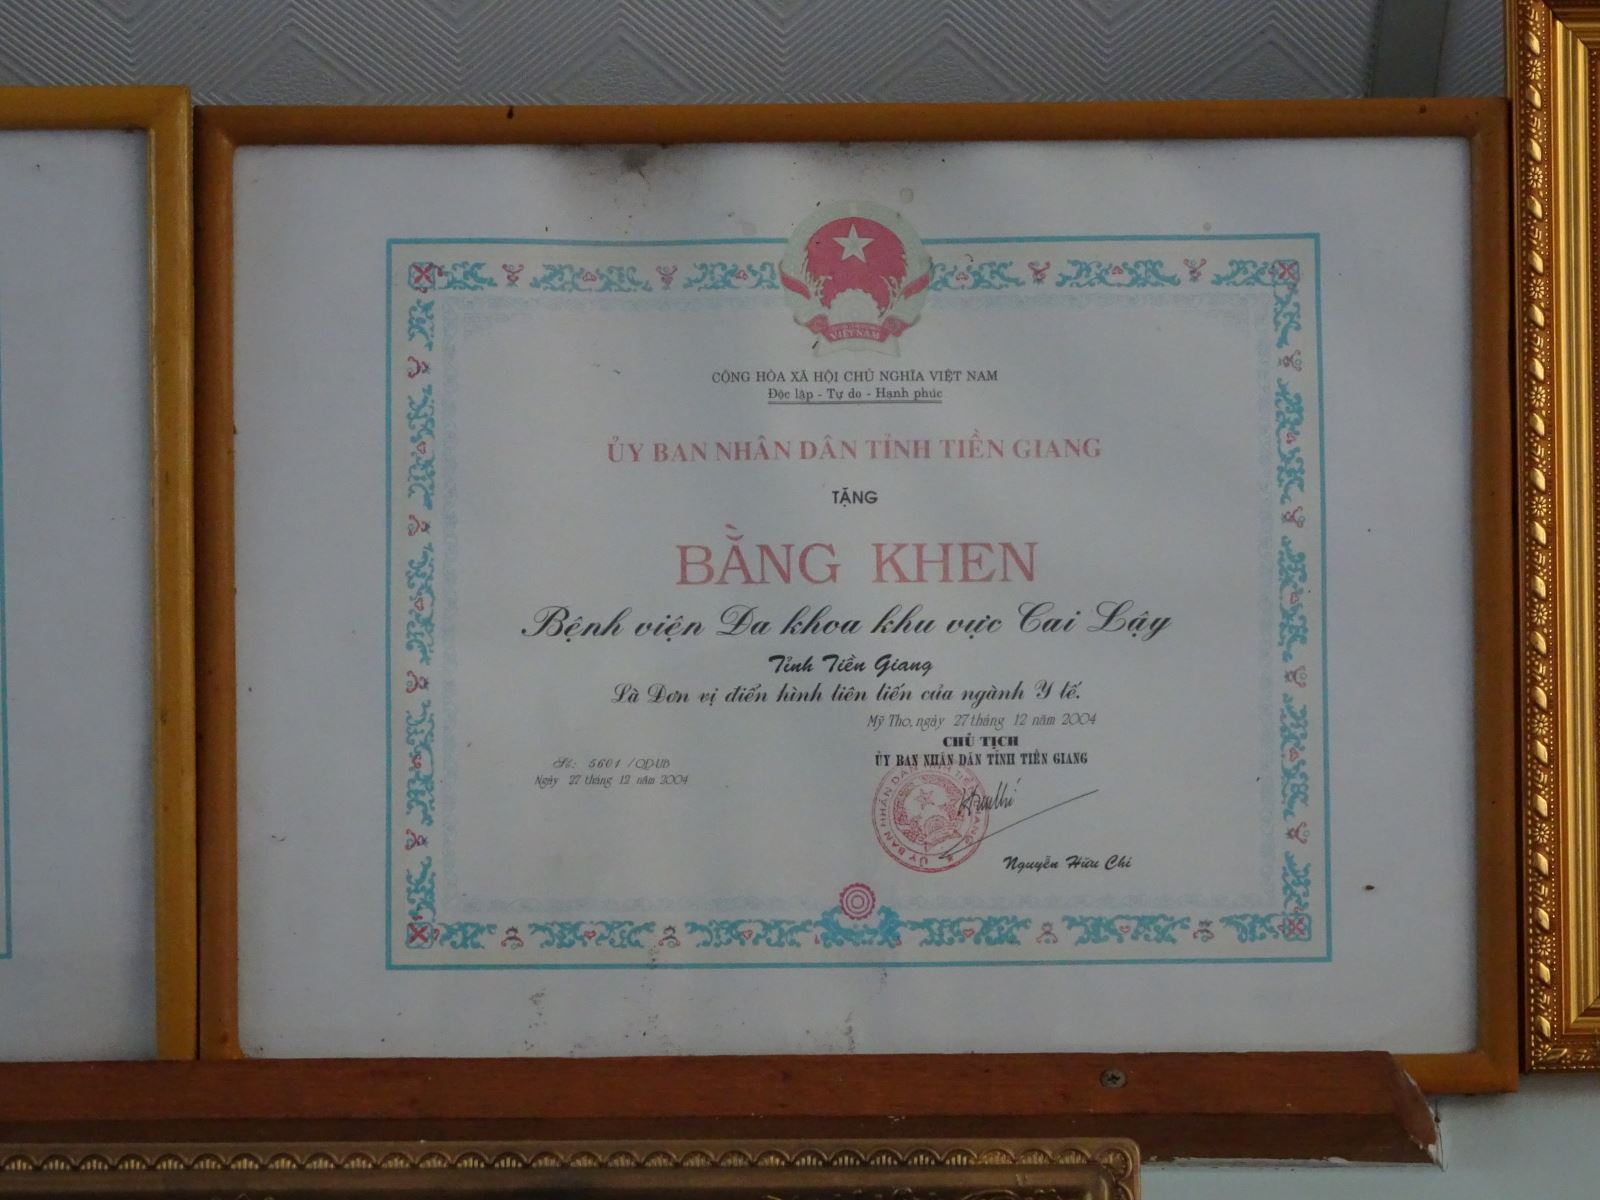 VIỆT NAM
CỘNG HÒA XÃ HỘI CHỦ NGHĨA VIỆT NAM
Độc lập - Tự do - Hạnh phúc
ỦY BAN NHÂN DÂN TỈNH TIỀN GIANG
TẶNG
BẰNG KHEN
Bệnh viện Đa khoa khu vực Cai Lậy
Tỉnh Tiền Giang
Là Đơn vị điển hình tiên tiến của ngành Y tế.
Mỹ Tho, ngày 27 tháng 12 năm 2004
CHỦ TỊCH
ỦY BAN NHÂN DÂN TỈNH TIỀN GIANG
Số: 5601 /QĐ-UB
Ngày 27 tháng 12 năm 2004
Nguyễn Hữu Chí